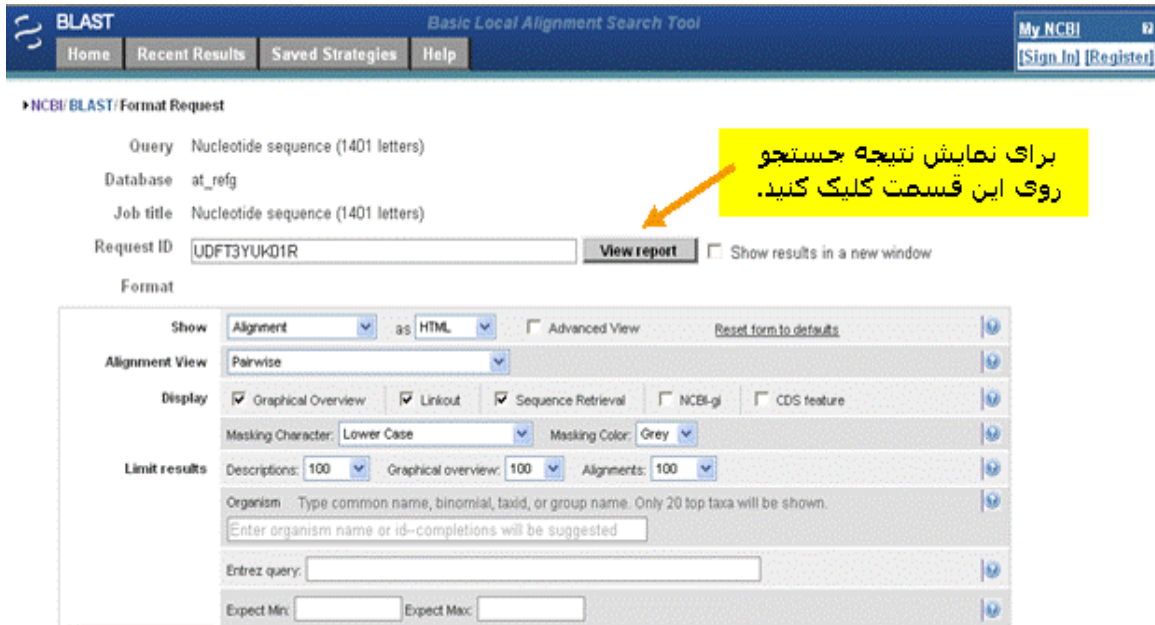 BLAST
Basic Local Alignment Search Tool
Home Recent Results Saved Strategies Help
My NCBI
[Sign In] [Register]
NCBI/ BLAST/ Format Request
Query Nucleotide sequence (1401 letters)
Database at_refg
Job title Nucleotide sequence (1401 letters)
Request ID UDFT3YUK01R View report Show results in a new window
برای نمایش نتیجه جستجو
روی این قسمت کلیک کنید.
Format
Show Alignment as HTML Advanced View Reset form to defaults
Alignment View Pairwise
Display Graphical Overview Linkout Sequence Retrieval NCBI-gi CDS feature
Masking Character: Lower Case Masking Color: Grey
Limit results Descriptions: 100 Graphical overview: 100 Alignments: 100
Organism Type common name, binomial, taxid, or group name. Only 20 top taxa will be shown.
Enter organism name or id--completions will be suggested
Entrez query:
Expect Min: Expect Max: